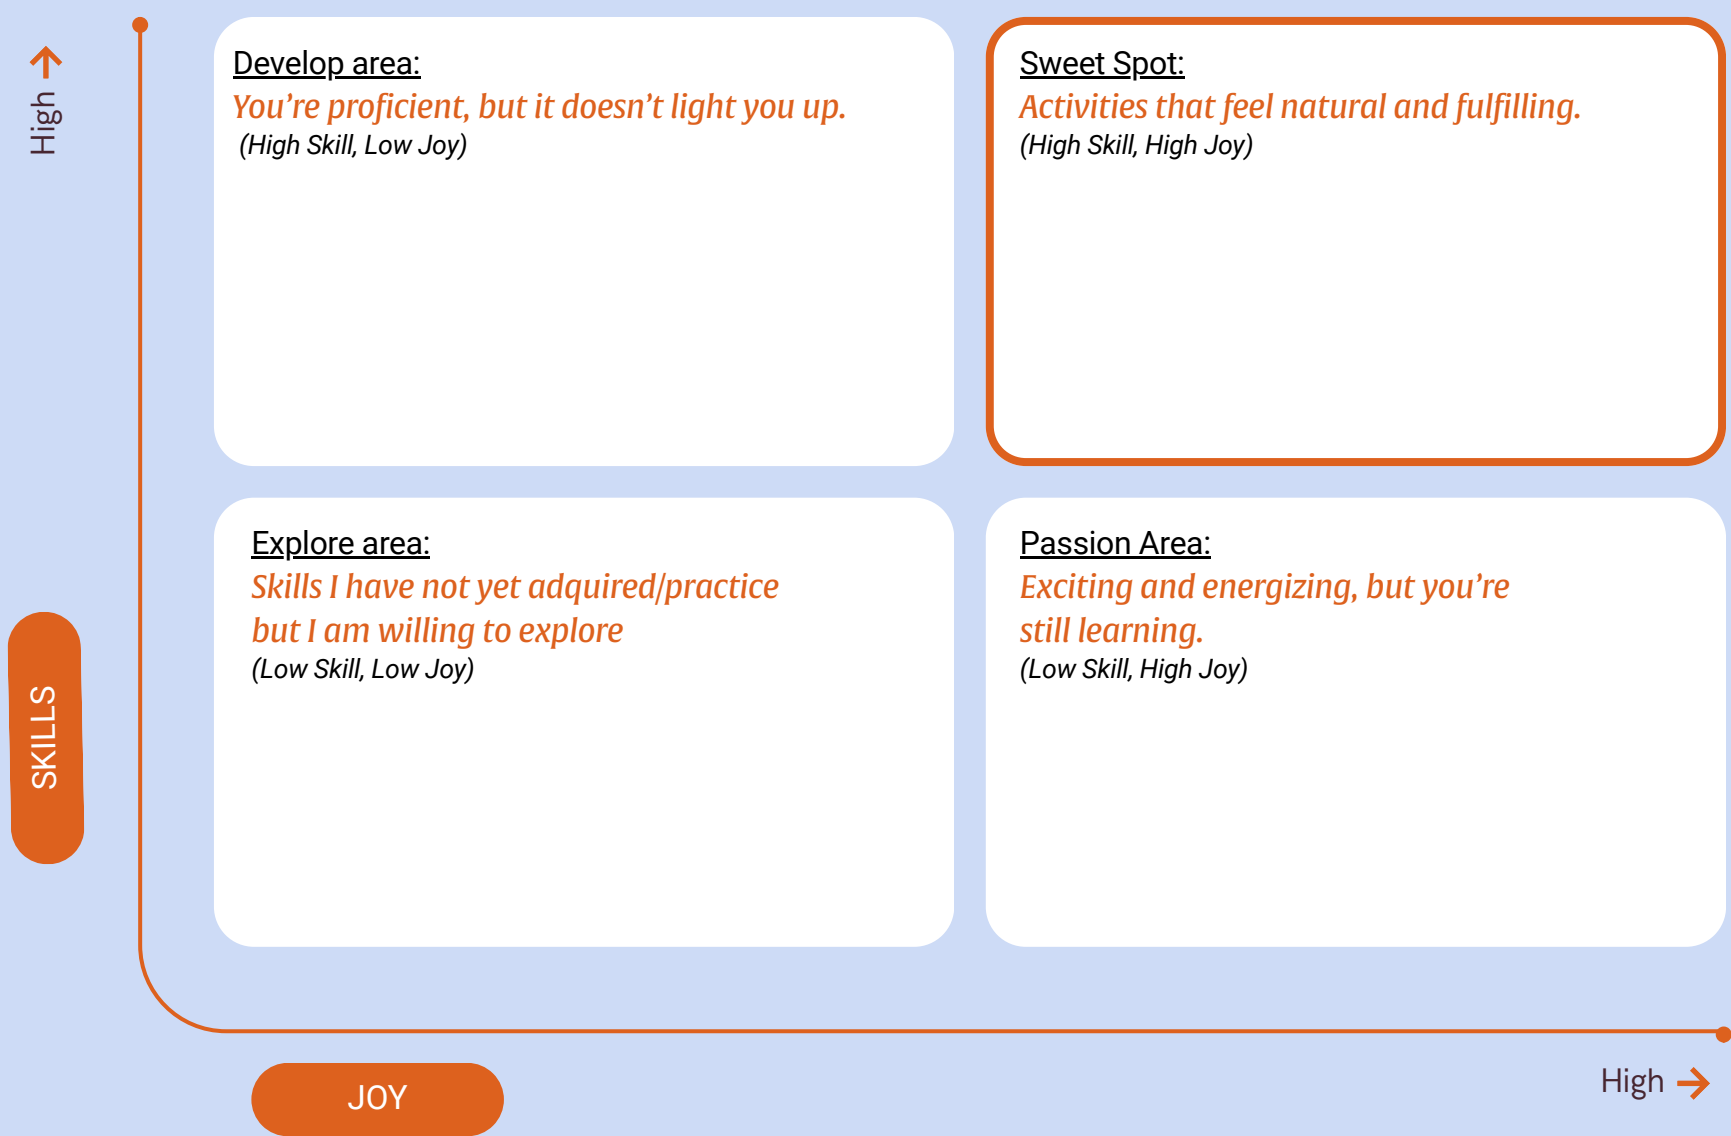 High
Develop area:
You're proficient, but it doesn't light you up.
(High Skill, Low Joy)
Sweet Spot:
Activities that feel natural and fulfilling.
(High Skill, High Joy)
Explore area:
Skills I have not yet adquired/practice
but I am willing to explore
(Low Skill, Low Joy)
Passion Area:
Exciting and energizing, but you're
still learning.
(Low Skill, High Joy)
SKILLS
JOY
High